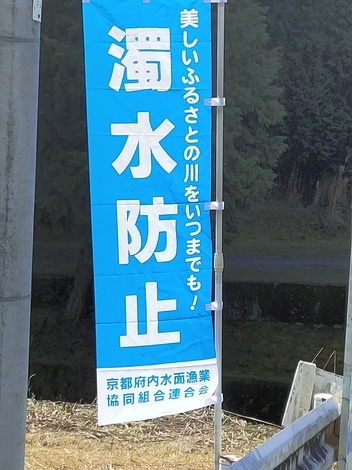 美しいふるさとの川をいつまでも!
濁水防止
京都府内水面漁業
協同組合連合会